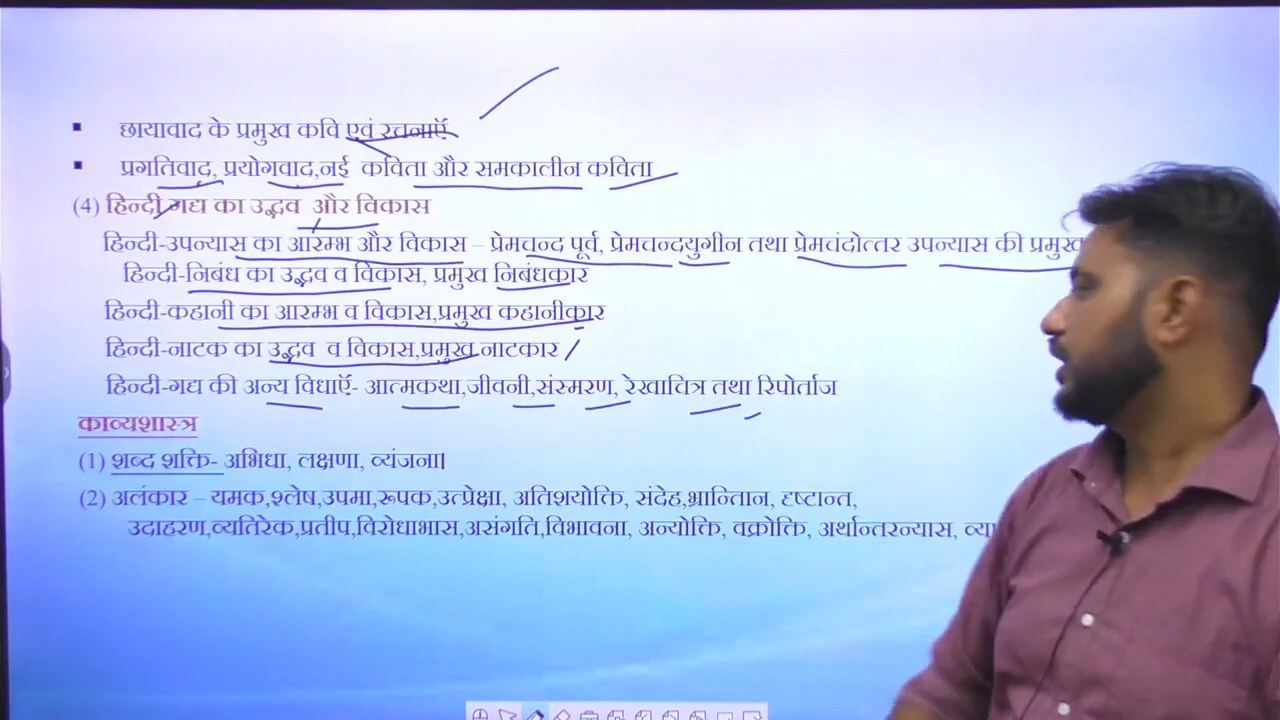 ▪ छायावाद के प्रमुख कवि एवं रचनाएँ
▪ प्रगतिवाद, प्रयोगवाद,नई कविता और समकालीन कविता
(4) हिन्दी गद्य का उद्भव और विकास
हिन्दी-उपन्यास का आरम्भ और विकास – प्रेमचन्द पूर्व, प्रेमचन्दयुगीन तथा प्रेमचंदोत्तर उपन्यास की प्रमुख
हिन्दी-निबंध का उद्भव व विकास, प्रमुख निबंधकार
हिन्दी-कहानी का आरम्भ व विकास,प्रमुख कहानीकार
हिन्दी-नाटक का उद्भव व विकास,प्रमुख नाटकार
हिन्दी-गद्य की अन्य विधाएँ- आत्मकथा,जीवनी,संस्मरण, रेखाचित्र तथा रिपोर्ताज
काव्यशास्त्र
(1) शब्द शक्ति- अभिधा, लक्षणा, व्यंजना।
(2) अलंकार – यमक,श्लेष,उपमा,रूपक,उत्प्रेक्षा, अतिशयोक्ति, संदेह,भ्रान्तिान, दृष्टान्त,
उदाहरण,व्यतिरेक,प्रतीप,विरोधाभास,असंगति,विभावना, अन्योक्ति, वक्रोक्ति, अर्थान्तरन्यास,